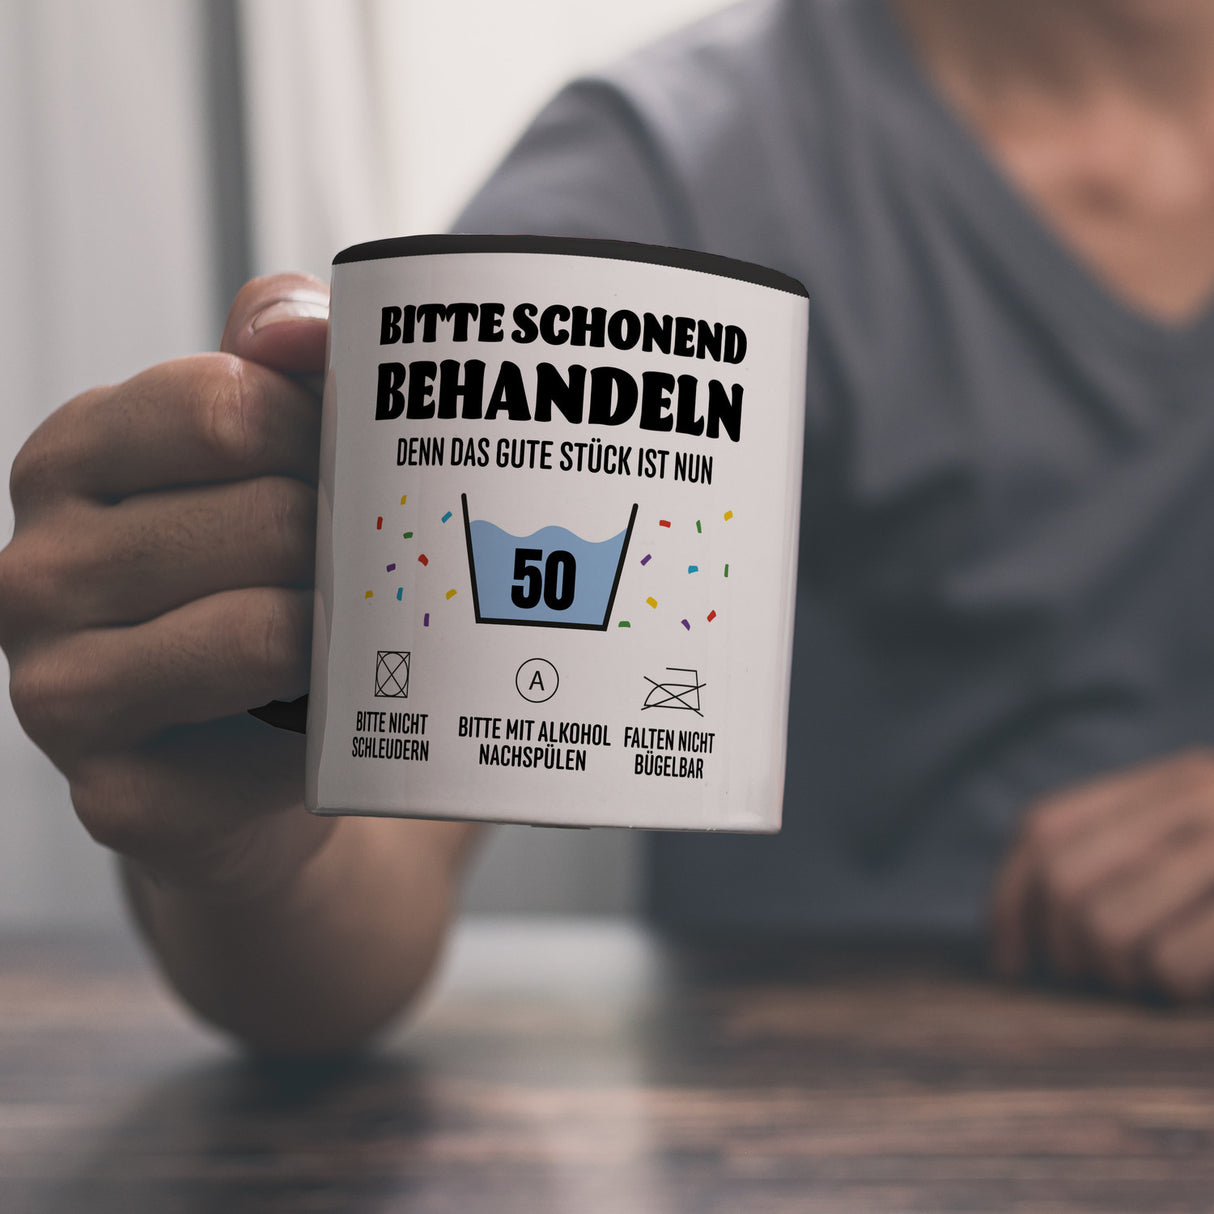 BITTE SCHONEND
BEHANDELN
DENN DAS GUTE STÜCK IST NUN
50
A
BITTE NICHT
SCHLEUDERN
BITTE MIT ALKOHOL
NACHSPÜLEN
FALTEN NICHT
BÜGELBAR